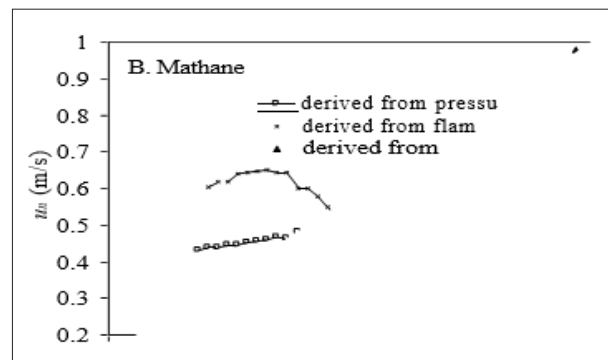 1
B. Mathane
0.9
0.8
derived from pressu
derived from flam
0.7
derived from
0.6
uₙ (m/s)
0.5
0.4
0.3
0.2